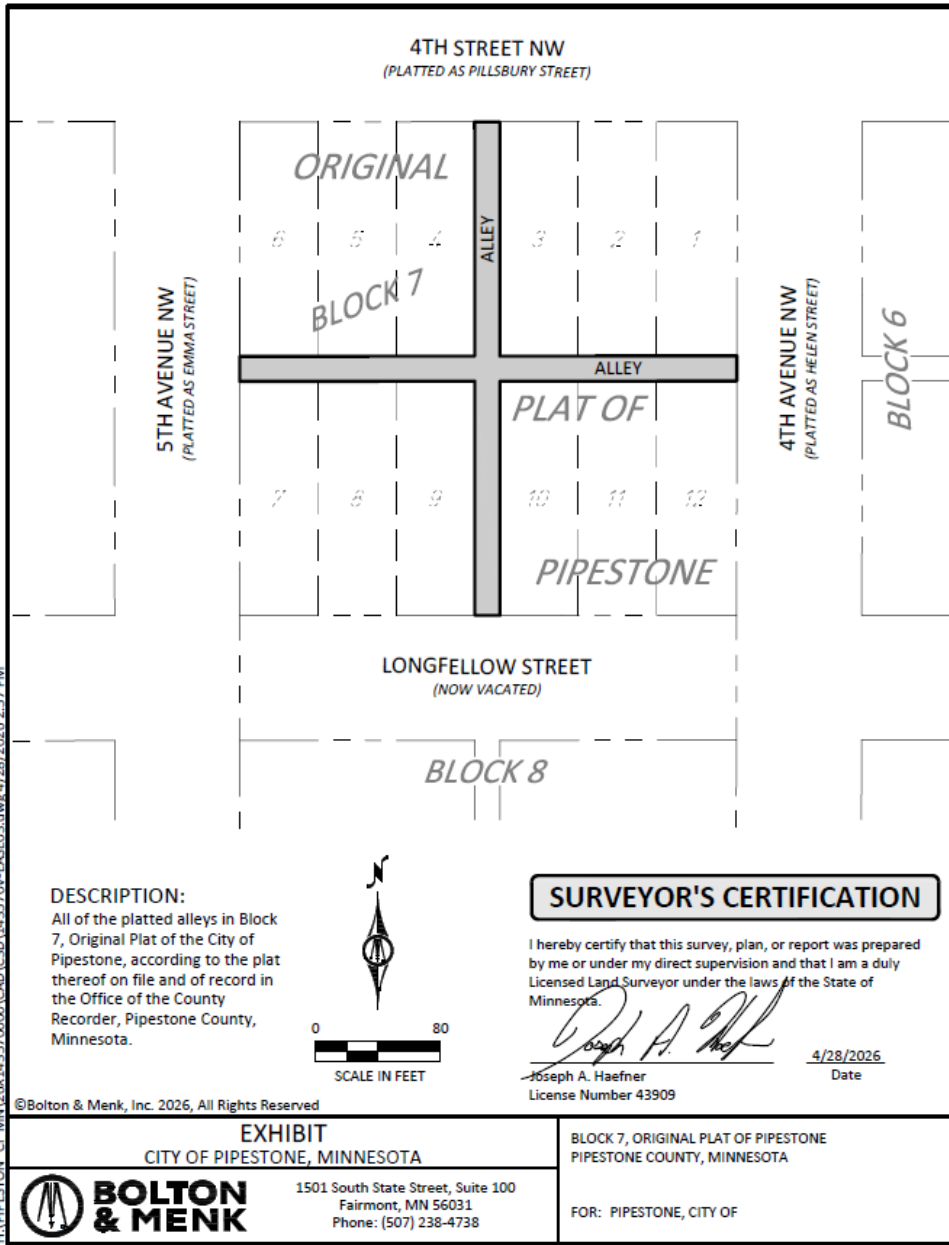 4TH STREET NW
(PLATTED AS PILLSBURY STREET)
ORIGINAL
ALLEY
6 5 4 3 2 1
BLOCK 7
5TH AVENUE NW
(PLATTED AS EMMA STREET)
ALLEY
4TH AVENUE NW
(PLATTED AS HELEN STREET)
BLOCK 6
PLAT OF
7 8 9 10 11 12
PIPESTONE
LONGFELLOW STREET
(NOW VACATED)
BLOCK 8
DESCRIPTION:
All of the platted alleys in Block
7, Original Plat of the City of
Pipestone, according to the plat
thereof on file and of record in
the Office of the County
Recorder, Pipestone County,
Minnesota.
N
0 80
SCALE IN FEET
SURVEYOR'S CERTIFICATION
I hereby certify that this survey, plan, or report was prepared
by me or under my direct supervision and that I am a duly
Licensed Land Surveyor under the laws of the State of
Minnesota.
Joseph A. Haefner
License Number 43909
4/28/2026
Date
©Bolton & Menk, Inc. 2026, All Rights Reserved
EXHIBIT
CITY OF PIPESTONE, MINNESOTA
BOLTON
& MENK
1501 South State Street, Suite 100
Fairmont, MN 56031
Phone: (507) 238-4738
BLOCK 7, ORIGINAL PLAT OF PIPESTONE
PIPESTONE COUNTY, MINNESOTA
FOR: PIPESTONE, CITY OF